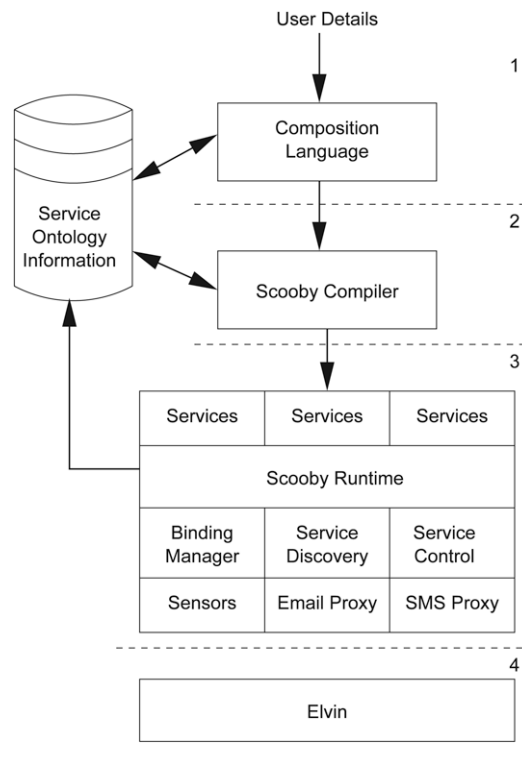 User Details
1
Composition
Language
2
Service
Ontology
Information
Scooby Compiler
3
Services
Services
Services
Scooby Runtime
Binding
Manager
Service
Discovery
Service
Control
Sensors
Email Proxy
SMS Proxy
4
Elvin